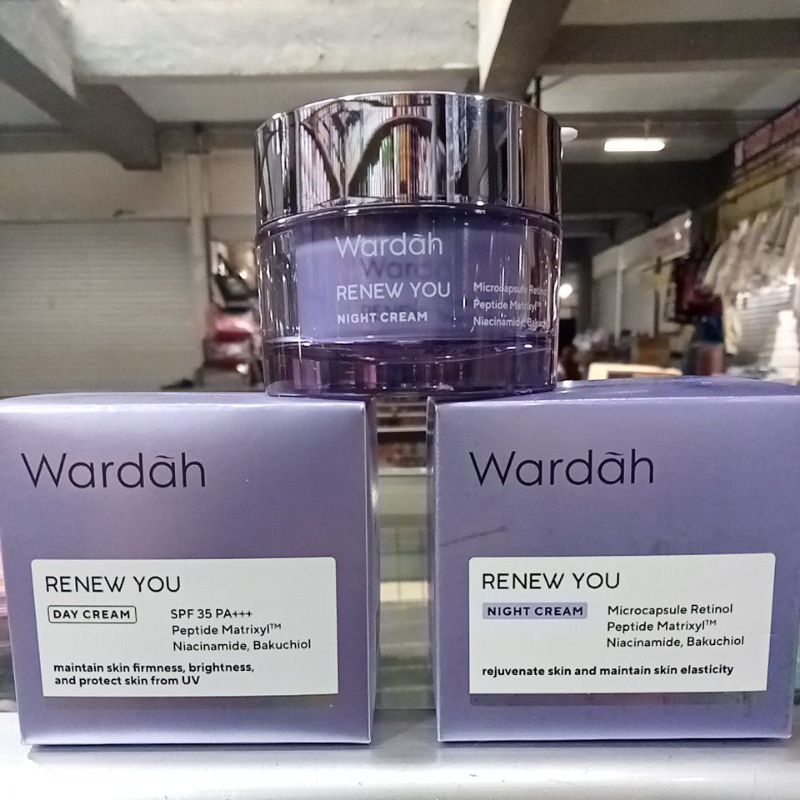 Wardah
RENEW YOU
NIGHT CREAM
Microcapsule Retinol
Peptide Matrixyl™
Niacinamide, Bakuchiol
Wardah
RENEW YOU
DAY CREAM
SPF 35 PA+++
Peptide Matrixyl™
Niacinamide, Bakuchiol
maintain skin firmness, brightness,
and protect skin from UV
Wardah
RENEW YOU
NIGHT CREAM
Microcapsule Retinol
Peptide Matrixyl™
Niacinamide, Bakuchiol
rejuvenate skin and maintain skin elasticity